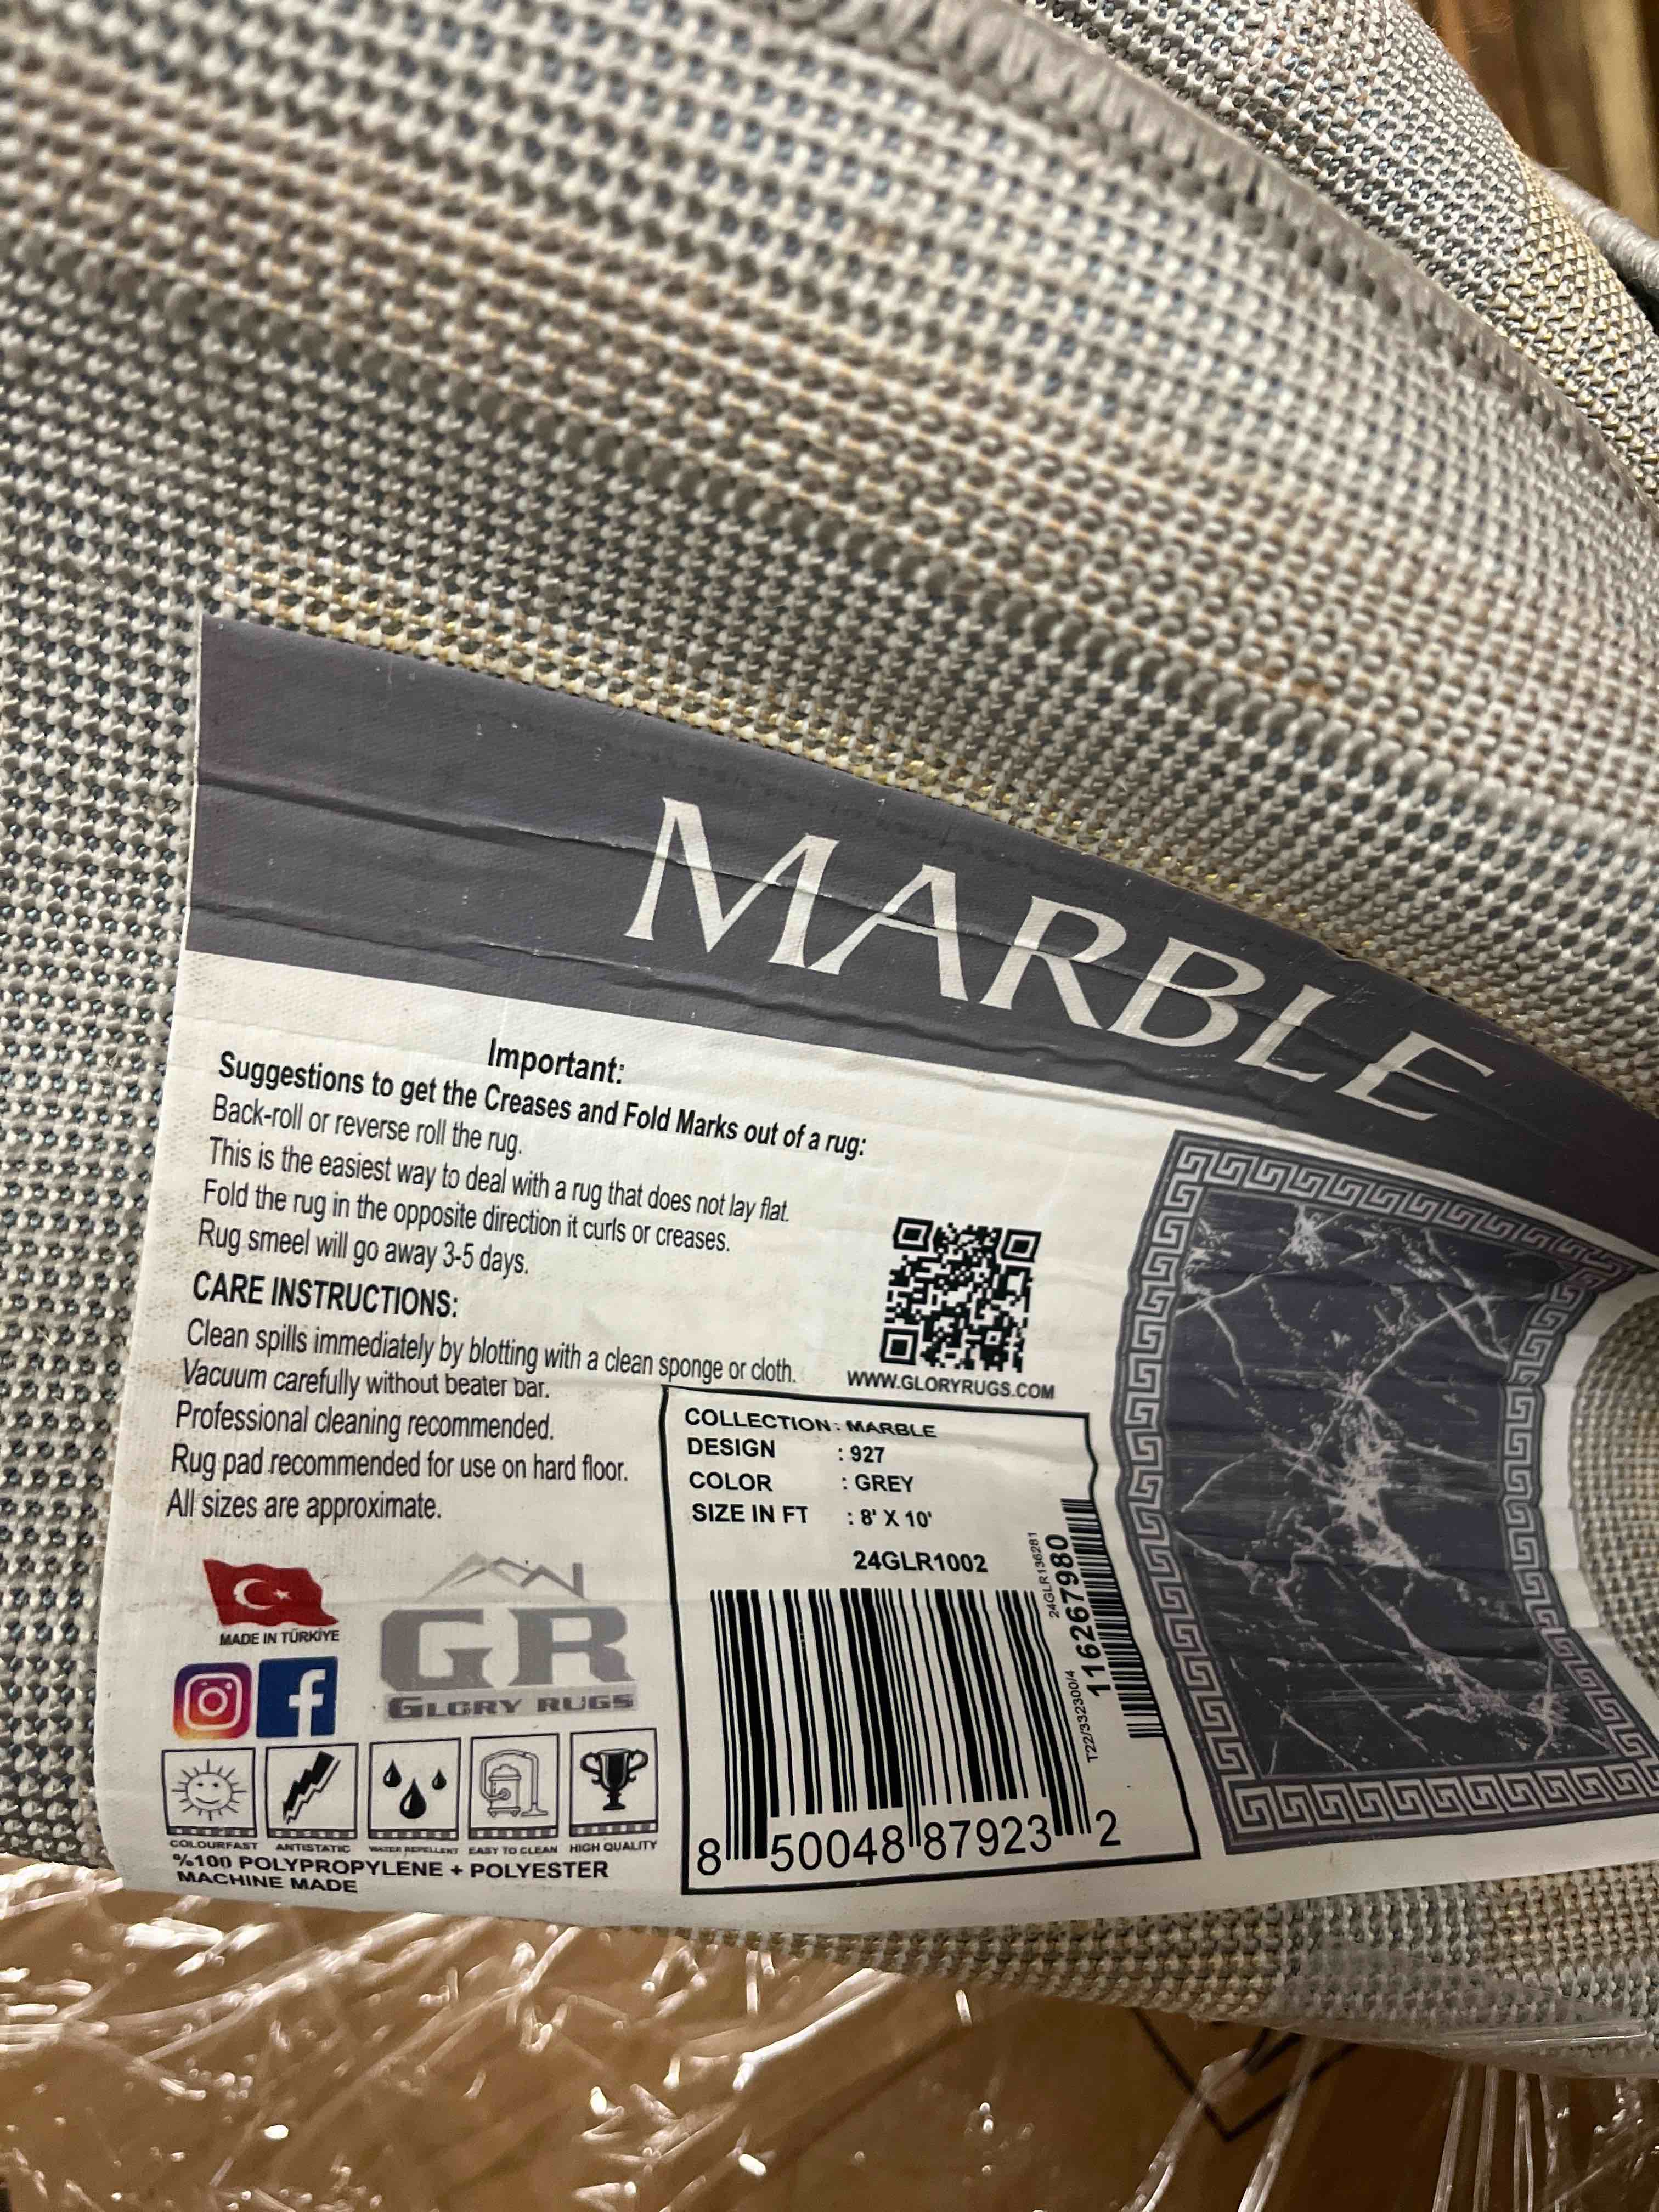 MARBLE
Important:
Suggestions to get the Creases and Fold Marks out of a rug:
Back-roll or reverse roll the rug.
This is the easiest way to deal with a rug that does not lay flat.
Fold the rug in the opposite direction it curls or creases.
Rug smeel will go away 3-5 days.
CARE INSTRUCTIONS:
Clean spills immediately by blotting with a clean sponge or cloth.
Vacuum carefully without beater bar.
Professional cleaning recommended.
Rug pad recommended for use on hard floor.
All sizes are approximate.
WWW.GLORYRUGS.COM
COLLECTION : MARBLE
DESIGN : 927
COLOR : GREY
SIZE IN FT : 8' X 10'
24GLR1002
24GLR136281
116267980
T22/332300/4
8 50048 87923 2
MADE IN TÜRKİYE
GR
GLORY RUGS
f
COLOURFAST ANTISTATIC WATER REPELLENT EASY TO CLEAN HIGH QUALITY
%100 POLYPROPYLENE + POLYESTER
MACHINE MADE